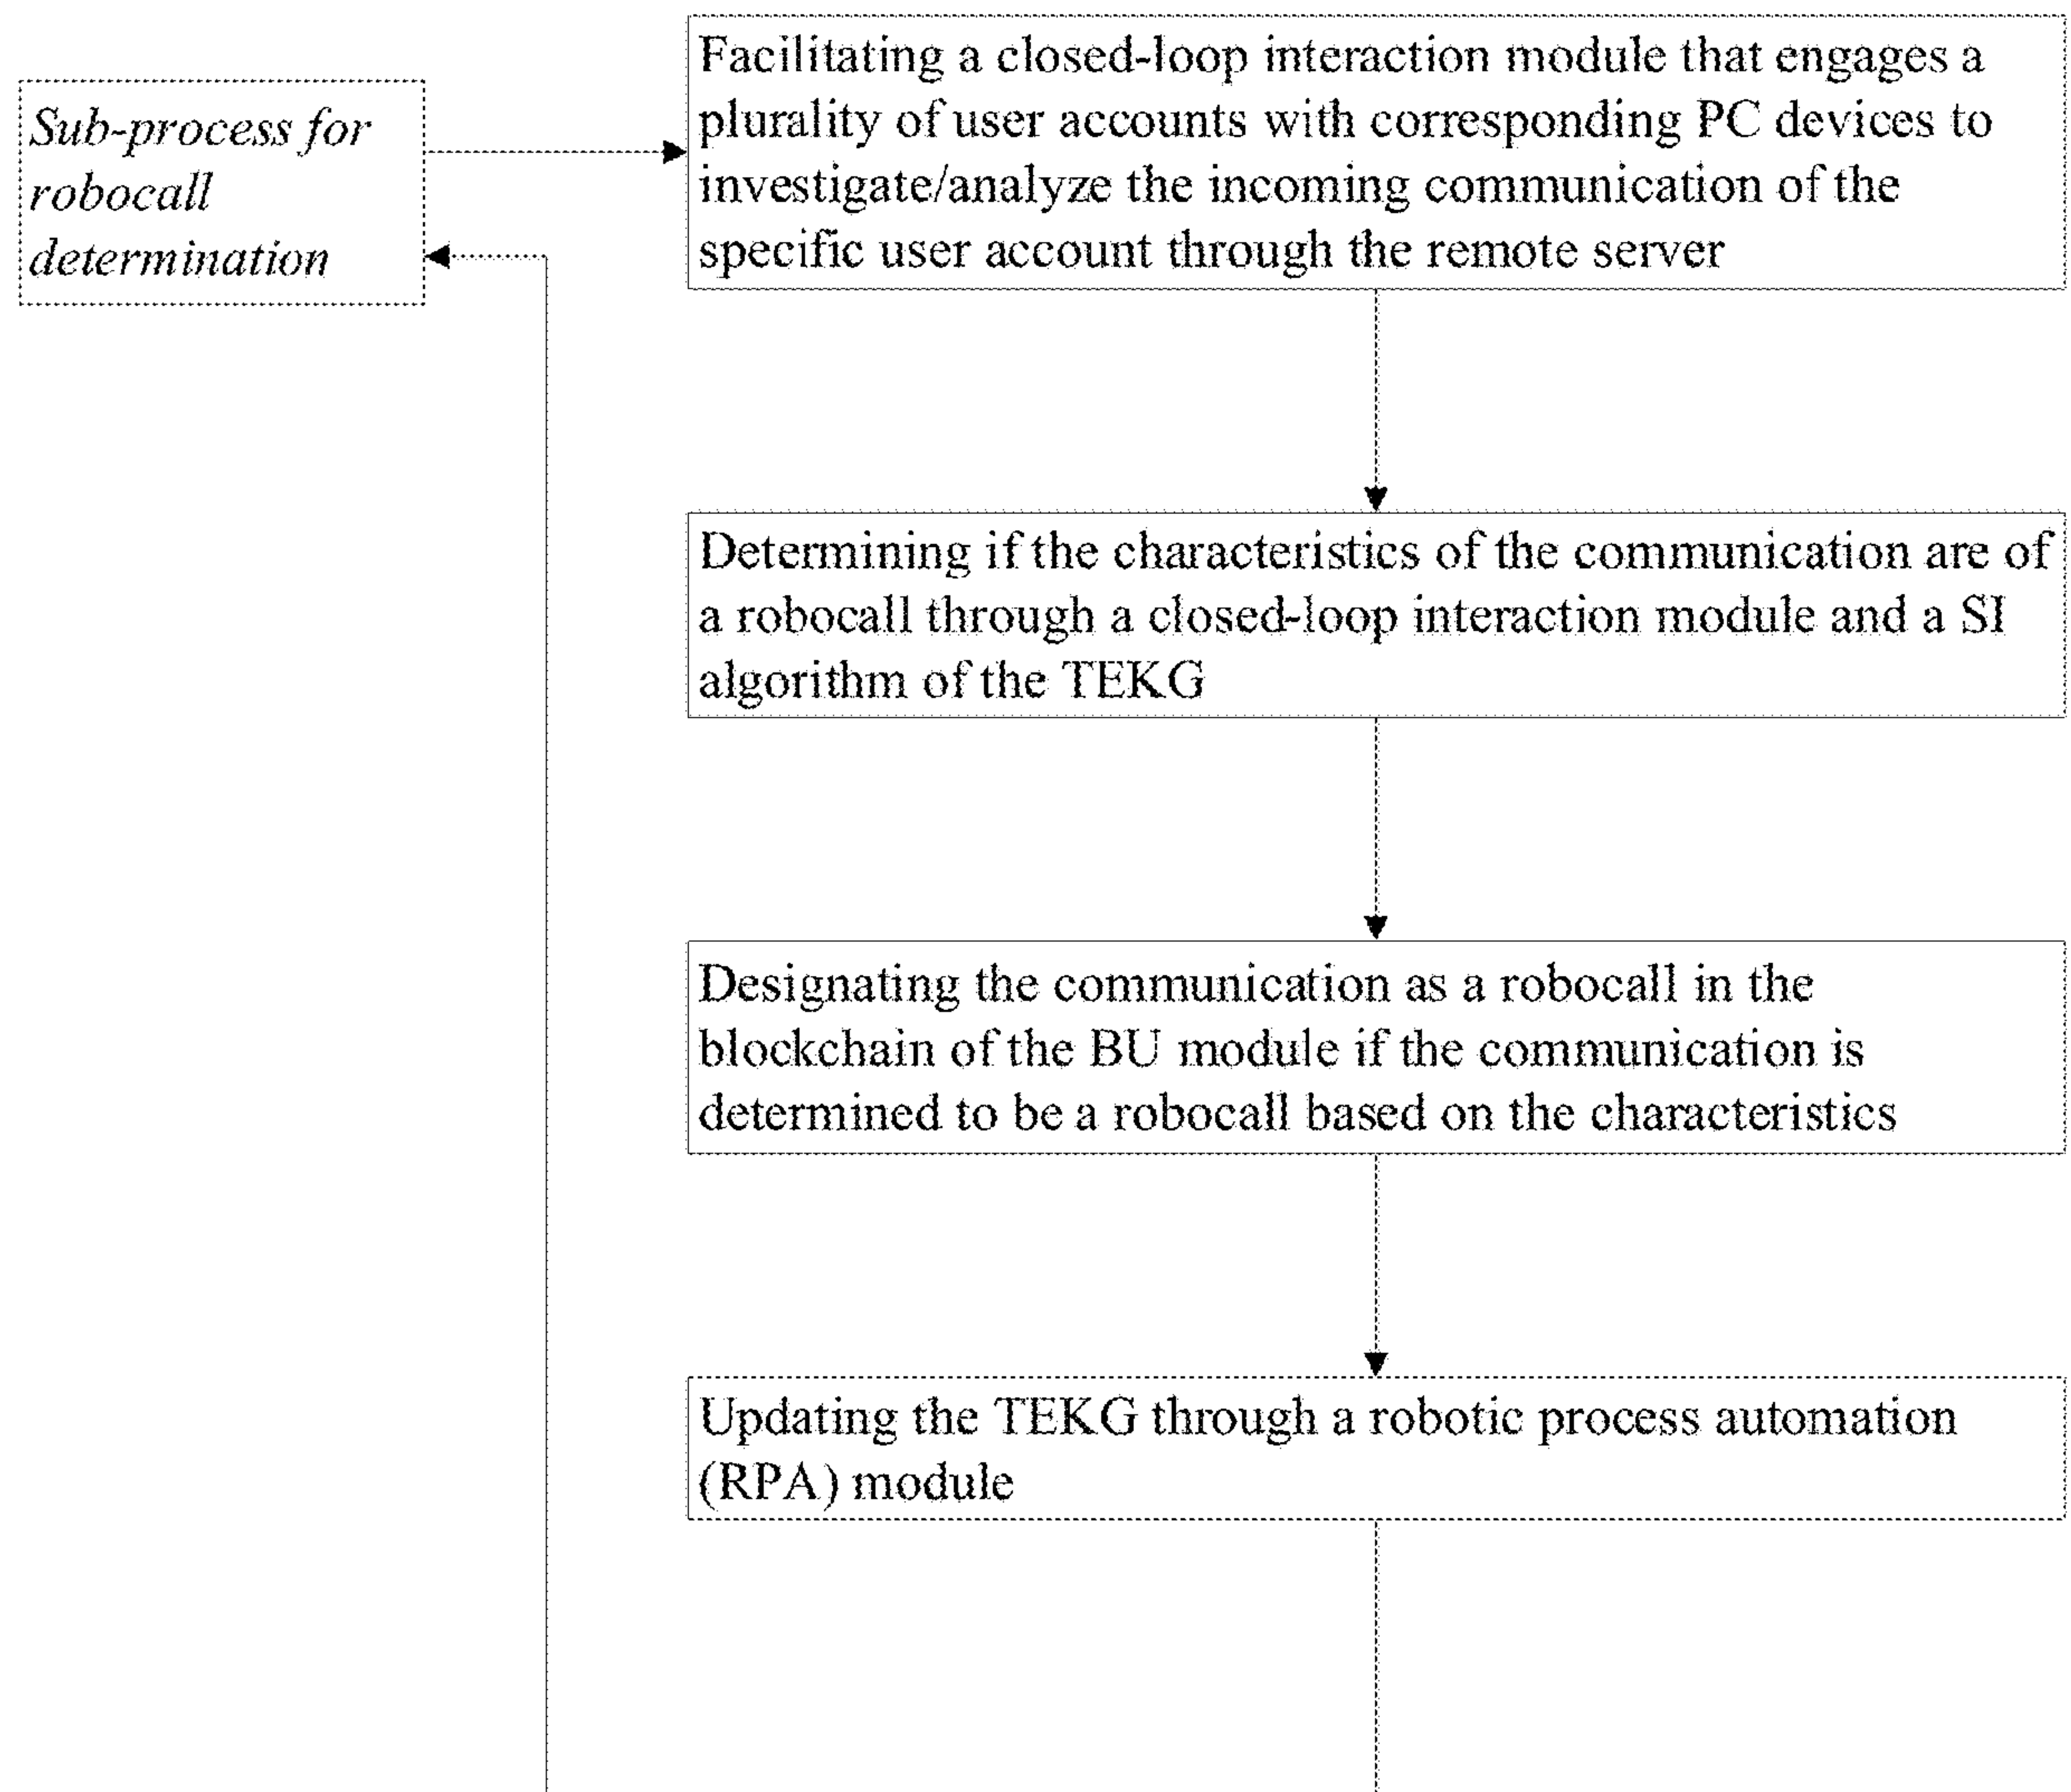 Sub-process for
robocall
determination
Facilitating a closed-loop interaction module that engages a
plurality of user accounts with corresponding PC devices to
investigate/analyze the incoming communication of the
specific user account through the remote server
Determining if the characteristics of the communication are of
a robocall through a closed-loop interaction module and a SI
algorithm of the TEKG
Designating the communication as a robocall in the
blockchain of the BU module if the communication is
determined to be a robocall based on the characteristics
Updating the TEKG through a robotic process automation
(RPA) module